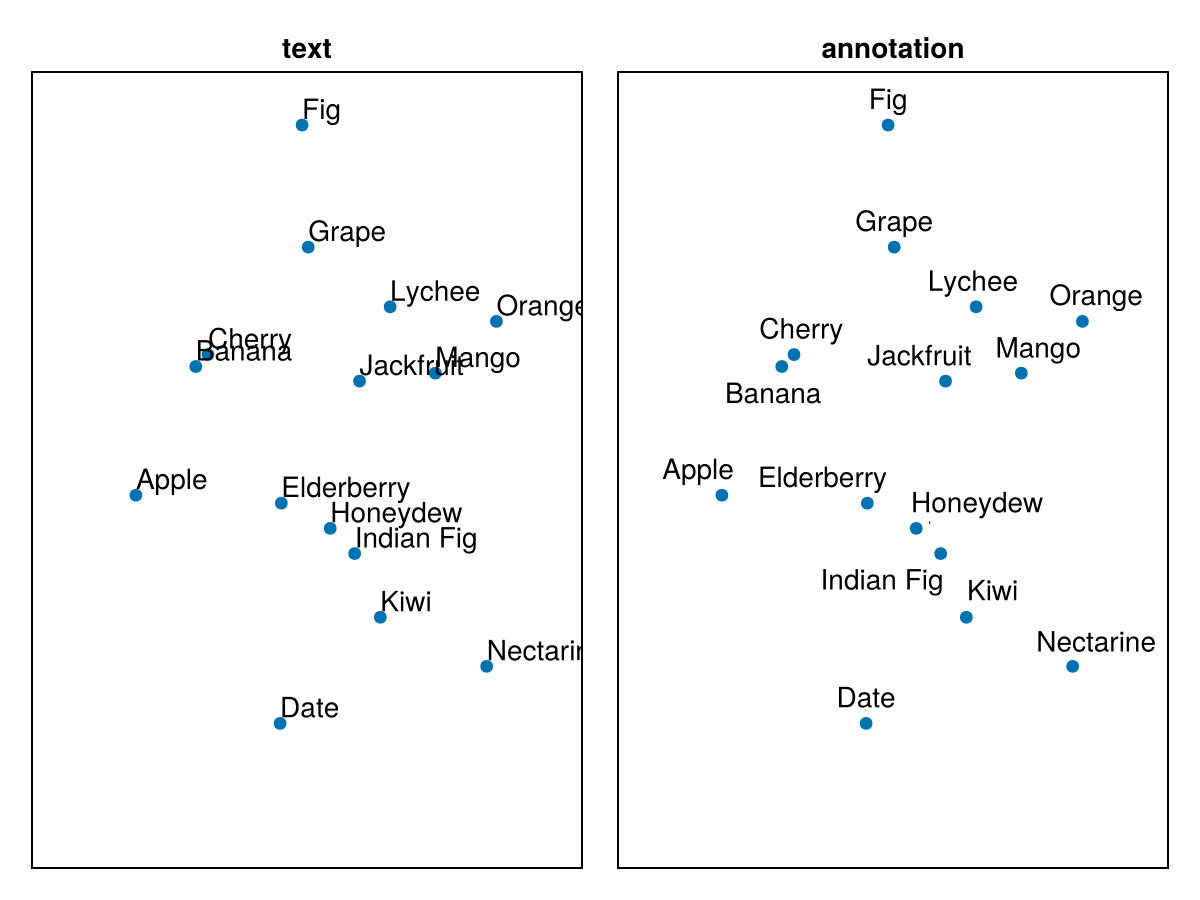 text
Fig
Grape
Lychee
Orange
Cherry
Banana
Mango
Jackfruit
Apple
Elderberry
Honeydew
Indian Fig
Kiwi
Nectarin
Date
annotation
Fig
Grape
Lychee
Orange
Cherry
Mango
Jackfruit
Banana
Apple
Elderberry
Honeydew
Indian Fig
Kiwi
Nectarine
Date